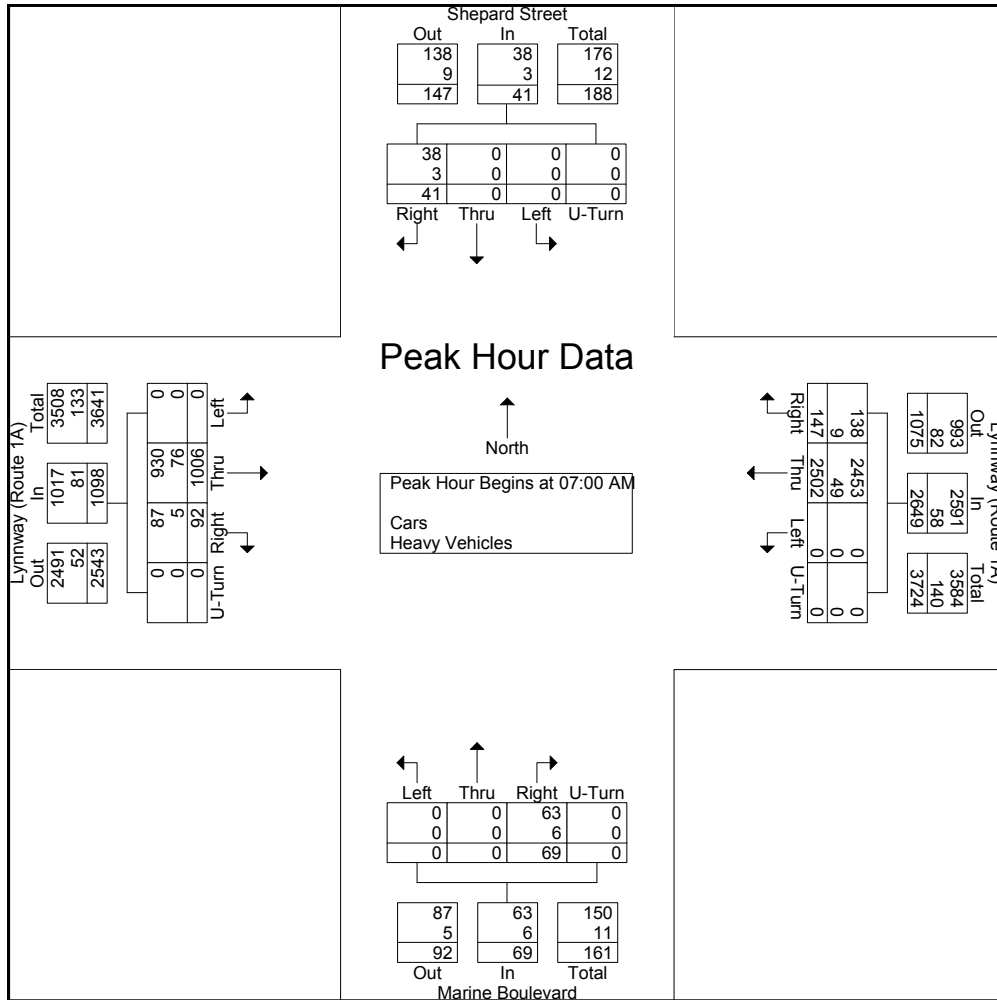 Shepard Street
Out In Total
138 38 176
9 3 12
147 41 188
38 0 0 0
3 0 0 0
41 0 0 0
Right Thru Left U-Turn
Peak Hour Data
North
Peak Hour Begins at 07:00 AM
Cars
Heavy Vehicles
Lynnway (Route 1A)
Out In Total
2491 1017 3508
52 81 133
2543 1098 3641
U-Turn Right Thru Left
0 87 930 0
0 5 76 0
0 92 1006 0
Lynnway (Route 1A)
Out In Total
993 2591 3584
82 58 140
1075 2649 3724
138 2453 0 0
9 49 0 0
147 2502 0 0
Right Thru Left U-Turn
Left Thru Right U-Turn
0 0 63 0
0 0 6 0
0 0 69 0
87 63 150
5 6 11
92 69 161
Out In Total
Marine Boulevard